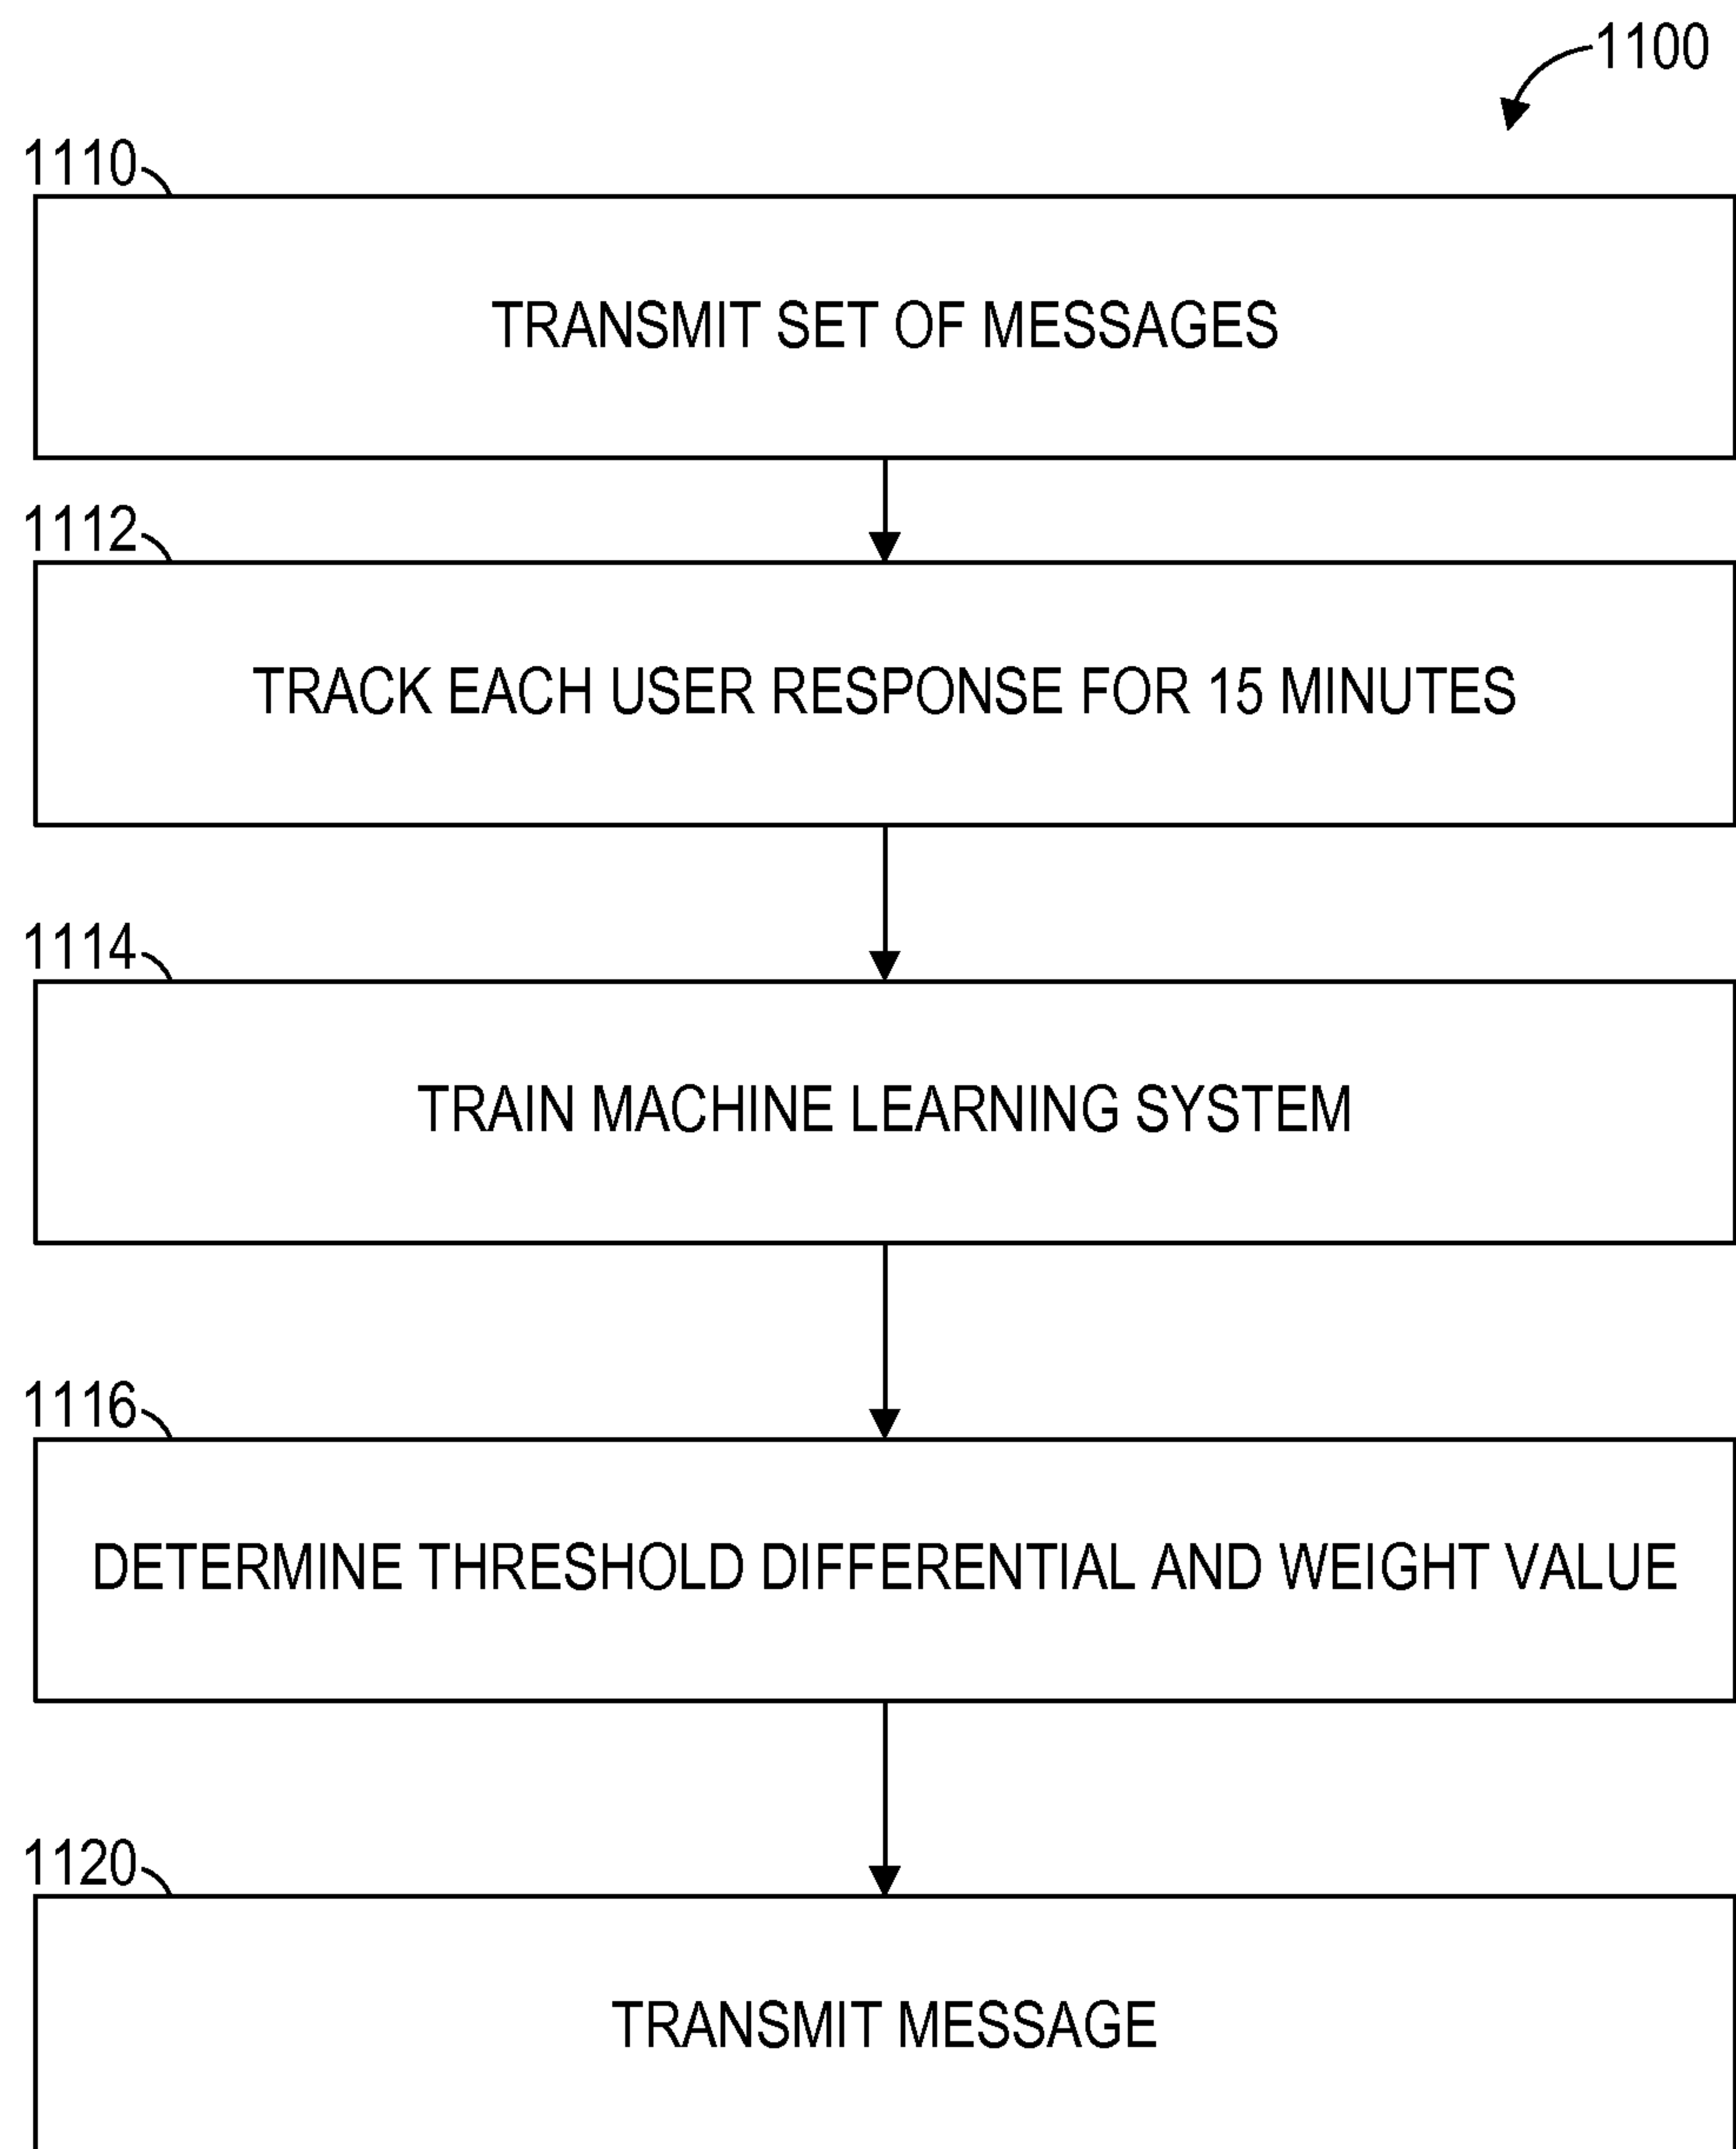 1100
1110
TRANSMIT SET OF MESSAGES
1112
TRACK EACH USER RESPONSE FOR 15 MINUTES
1114
TRAIN MACHINE LEARNING SYSTEM
1116
DETERMINE THRESHOLD DIFFERENTIAL AND WEIGHT VALUE
1120
TRANSMIT MESSAGE